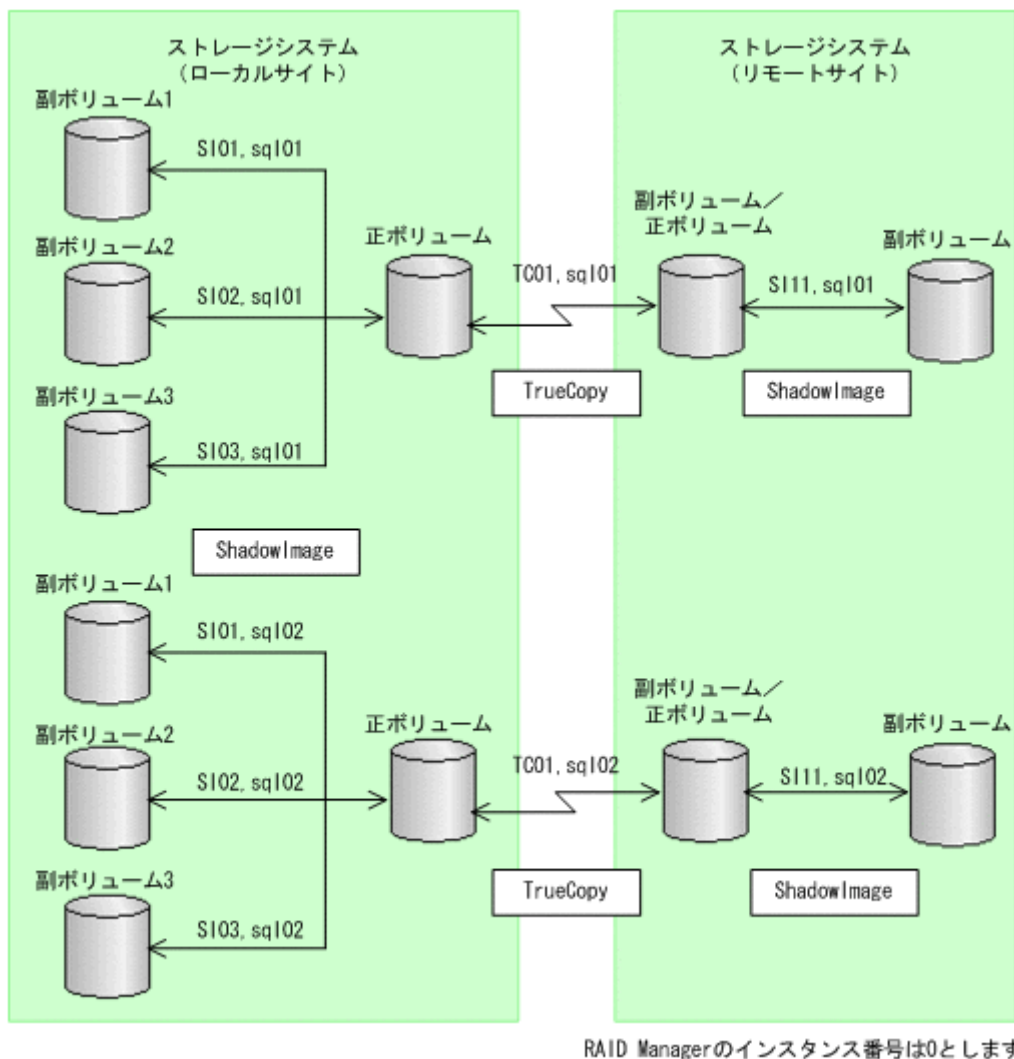 ストレージシステム
（ローカルサイト）
ストレージシステム
（リモートサイト）
副ボリューム1
SI01, sql01
副ボリューム2
SI02, sql01
正ボリューム
TC01, sql01
副ボリューム／
正ボリューム
SI11, sql01
副ボリューム
副ボリューム3
SI03, sql01
TrueCopy
ShadowImage
ShadowImage
副ボリューム1
SI01, sql02
副ボリューム2
SI02, sql02
正ボリューム
TC01, sql02
副ボリューム／
正ボリューム
SI11, sql02
副ボリューム
副ボリューム3
SI03, sql02
TrueCopy
ShadowImage
RAID Managerのインスタンス番号は0とします